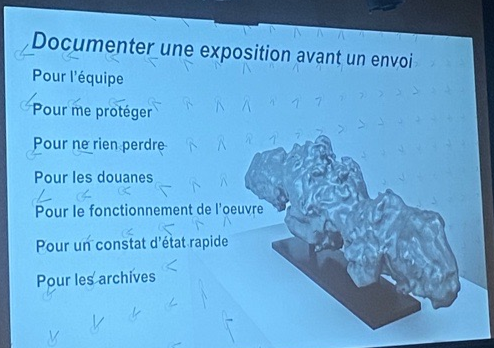 Documenter une exposition avant un envoi
Pour l'équipe
Pour me protéger
Pour ne rien perdre
Pour les douanes
Pour le fonctionnement de l'oeuvre
Pour un constat d'état rapide
Pour les archives